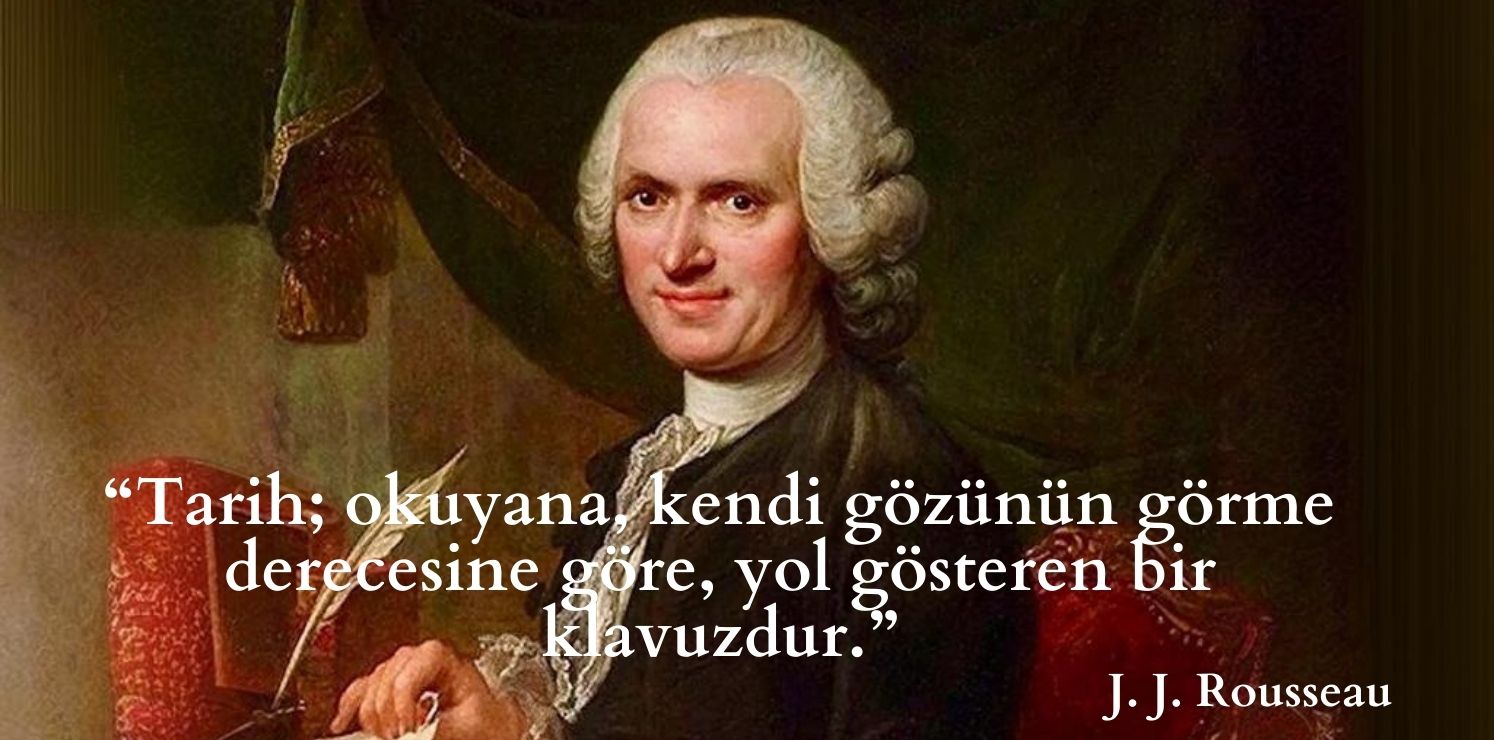 “Tarih; okuyana, kendi gözünün görme
derecesine göre, yol gösteren bir
klavuzdur.”
J. J. Rousseau